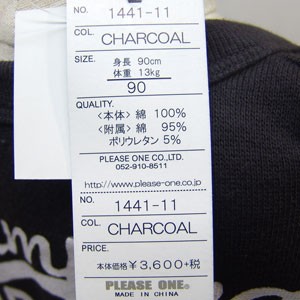 NO. 1441-11
COL. CHARCOAL
SIZE.
身長 90cm
体重 13kg
90
QUALITY.
<本体> 綿 100%
<附属> 綿 95%
ポリウレタン 5%
PLEASE ONE CO.,LTD.
052-910-8511
http://www.please-one.com
NO. 1441-11
COL. CHARCOAL
PRICE.
本体価格 ¥3,600+税
PLEASE ONE.
MADE IN CHINA